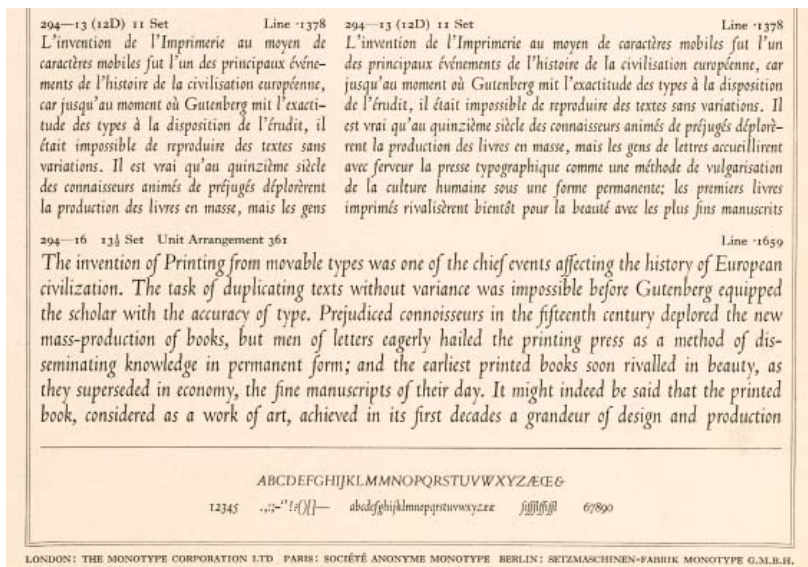 294—13 (12D) 11 Set Line ·1378
L'invention de l'Imprimerie au moyen de
caractères mobiles fut l'un des principaux événe-
ments de l'histoire de la civilisation européenne,
car jusqu'au moment où Gutenberg mit l'exacti-
tude des types à la disposition de l'érudit, il
était impossible de reproduire des textes sans
variations. Il est vrai qu'au quinzième siècle
des connaisseurs animés de préjugés déplorèrent
la production des livres en masse, mais les gens
294—13 (12D) 11 Set Line ·1378
L'invention de l'Imprimerie au moyen de caractères mobiles fut l'un
des principaux événements de l'histoire de la civilisation européenne, car
jusqu'au moment où Gutenberg mit l'exactitude des types à la disposition
de l'érudit, il était impossible de reproduire des textes sans variations. Il
est vrai qu'au quinzième siècle des connaisseurs animés de préjugés déplorè-
rent la production des livres en masse, mais les gens de lettres accueillirent
avec ferveur la presse typographique comme une méthode de vulgarisation
de la culture humaine sous une forme permanente; les premiers livres
imprimés rivalisèrent bientôt pour la beauté avec les plus fins manuscrits
294—16 13½ Set Unit Arrangement 361 Line ·1659
The invention of Printing from movable types was one of the chief events affecting the history of European
civilization. The task of duplicating texts without variance was impossible before Gutenberg equipped
the scholar with the accuracy of type. Prejudiced connoisseurs in the fifteenth century deplored the new
mass-production of books, but men of letters eagerly hailed the printing press as a method of dis-
seminating knowledge in permanent form; and the earliest printed books soon rivalled in beauty, as
they superseded in economy, the fine manuscripts of their day. It might indeed be said that the printed
book, considered as a work of art, achieved in its first decades a grandeur of design and production
ABCDEFGHIJKLMMNOPQRSTUVWXYZÆŒ&
12345 .,:;-‘’!?()[]— abcdefghijklmnopqrstuvwxyzææ 67890
LONDON: THE MONOTYPE CORPORATION LTD PARIS: SOCIÉTÉ ANONYME MONOTYPE BERLIN: SETZMASCHINEN-FABRIK MONOTYPE G.M.B.H.